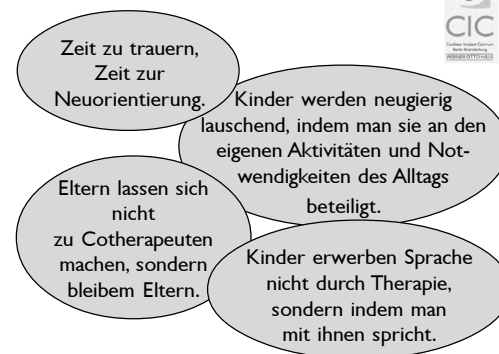 CIC
Cochlear Implant Centrum
Berlin Brandenburg
WERNER OTTO HAUS
Zeit zu trauern,
Zeit zur
Neuorientierung.
Kinder werden neugierig
lauschend, indem man sie an den
eigenen Aktivitäten und Not-
wendigkeiten des Alltags
beteiligt.
Eltern lassen sich
nicht
zu Cotherapeuten
machen, sondern
bleibem Eltern.
Kinder erwerben Sprache
nicht durch Therapie,
sondern indem man
mit ihnen spricht.